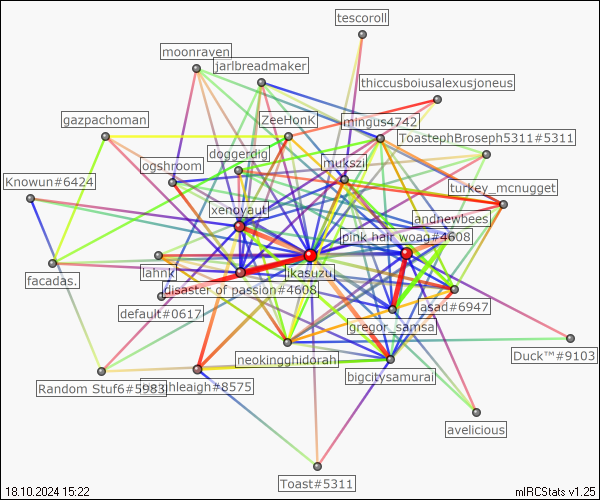 tescoroll
moonraven
jarlbreadmaker
thiccusboiusalexusjoneus
gazpachoman
ZeeHonk
mingus4742
ToastephBroseph5311#5311
doggerdig
ogshroom
mukszi
Knowun#6424
turkey_mcnugget
xenoyaut
andnewbees
pink hair woag#4608
lahnk
ikasuzu
facadas.
disaster of passion#4608
default#0617
asad#6947
gregor_samsa
neokingghidorah
Duck™#9103
bigcitysamurai
Random Stuf6#5983
hhleigh#8575
avelicious
Toast#5311
18.10.2024 15:22
mIRCStats v1.25